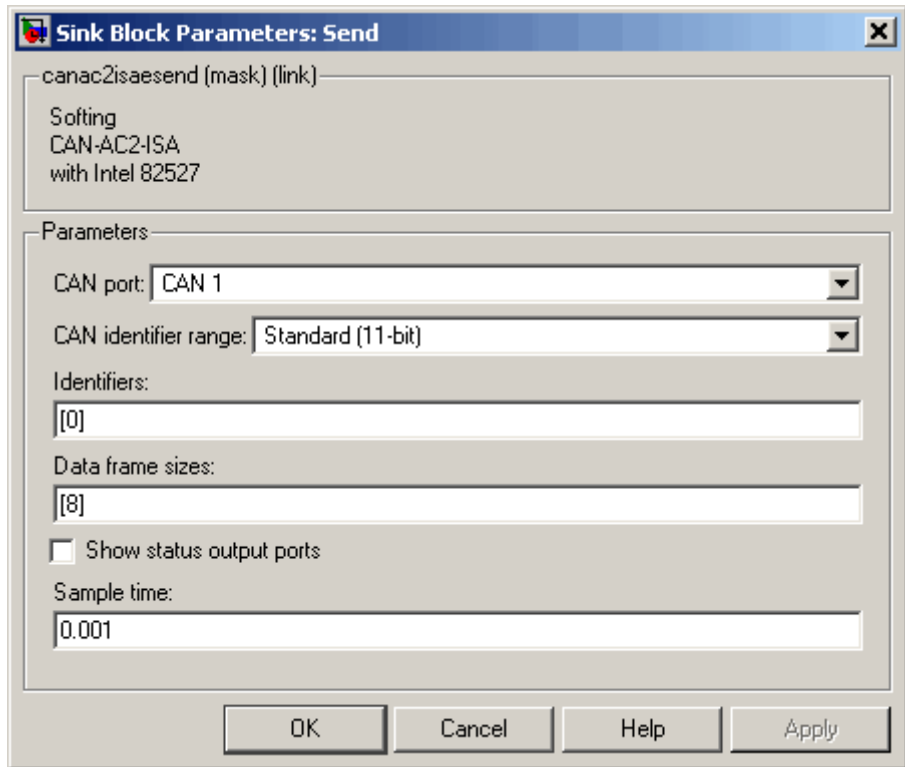 Sink Block Parameters: Send
canac2isaesend (mask) (link)
Softing
CAN-AC2-ISA
with Intel 82527
Parameters
CAN port: CAN 1
CAN identifier range: Standard (11-bit)
Identifiers:
[0]
Data frame sizes:
[8]
Show status output ports
Sample time:
0.001
OK Cancel Help Apply